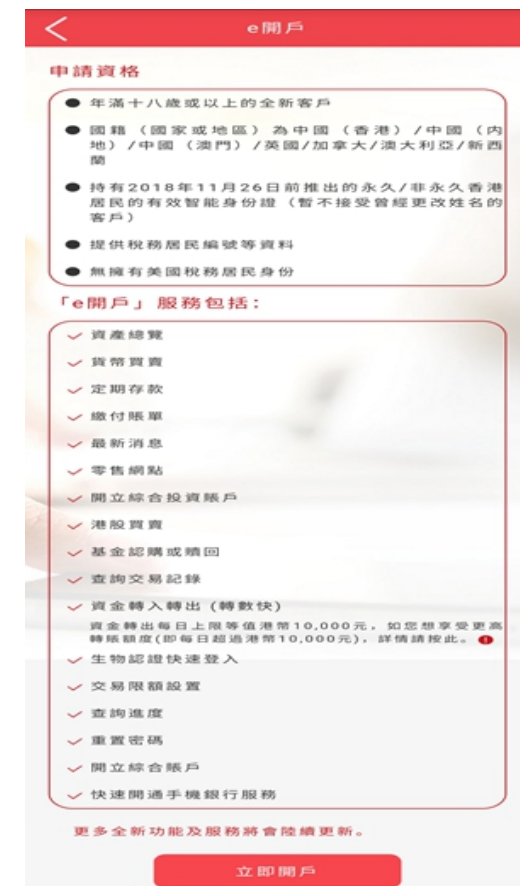 e開戶
申請資格
年滿十八歲或以上的全新客戶
國籍（國家或地區）為中國（香港）/中國（內
地）/中國（澳門）/英國/加拿大/澳大利亞/新西
蘭
持有2018年11月26日前推出的永久/非永久香港
居民的有效智能身份證（暫不接受曾經更改姓名的
客戶）
提供稅務居民編號等資料
無擁有美國稅務居民身份
「e開戶」服務包括：
資產總覽
貨幣買賣
定期存款
繳付賬單
最新消息
零售網點
開立綜合投資賬戶
港股買賣
基金認購或贖回
查詢交易記錄
資金轉入轉出 (轉數快)
資金轉出每日上限等值港幣10,000元，如您想享受更高
轉賬額度(即每日超過港幣10,000元)，詳情請按此。
生物認證快速登入
交易限額設置
查詢進度
重置密碼
開立綜合賬戶
快速開通手機銀行服務
更多全新功能及服務將會陸續更新。
立即開戶